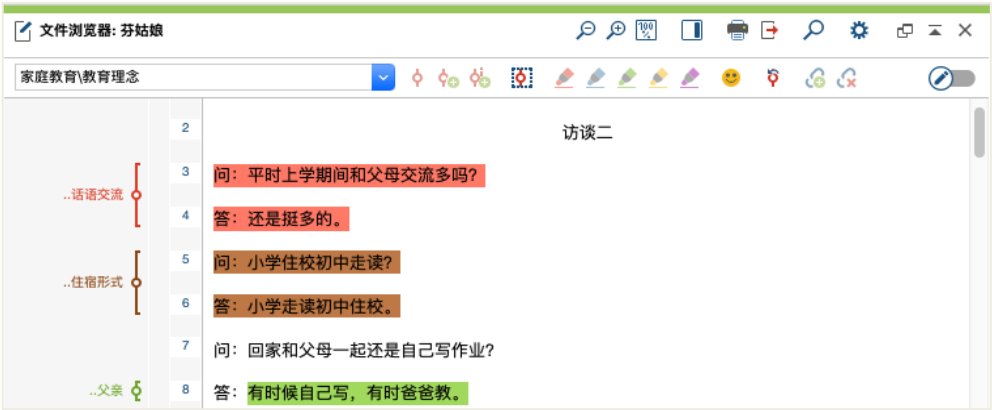 文件浏览器: 芬姑娘
100
%
家庭教育\教育理念
2 访谈二
3 问：平时上学期间和父母交流多吗？
..话语交流
4 答：还是挺多的。
5 问：小学住校初中走读？
..住宿形式
6 答：小学走读初中住校。
7 问：回家和父母一起还是自己写作业？
..父亲 8 答：有时候自己写，有时爸爸教。